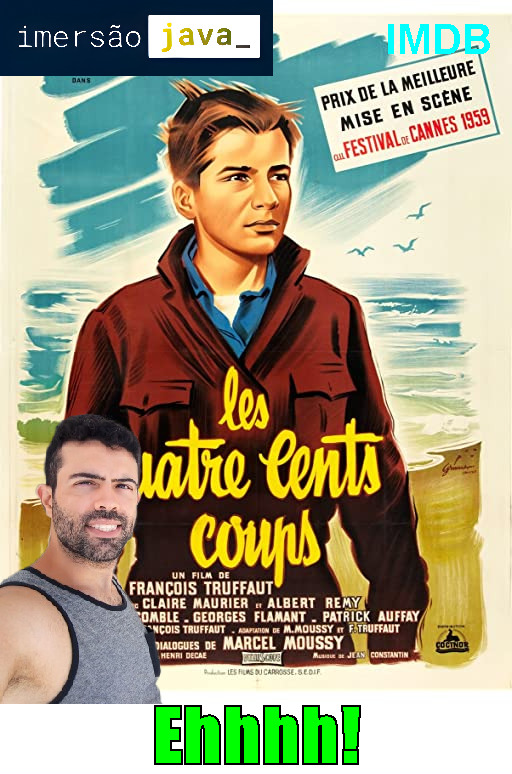 imersão java_
IMDB
DANS
PRIX DE LA MEILLEURE
MISE EN SCÈNE
au FESTIVAL DE CANNES 1959
les
uatre Cents
coups
UN FILM DE
FRANÇOIS TRUFFAUT
CLAIRE MAURIER ET ALBERT REMY
COMBLE - GEORGES FLAMANT - PATRICK AUFFAY
NÇOIS TRUFFAUT - ADAPTATION DE M. MOUSSY ET F. TRUFFAUT
DIALOGUES DE MARCEL MOUSSY
HENRI DECAE
MUSIQUE DE JEAN CONSTANTIN
Production LES FILMS DU CARROSSE. S.E.D.I.F.
COCINOR
Ehhhh!